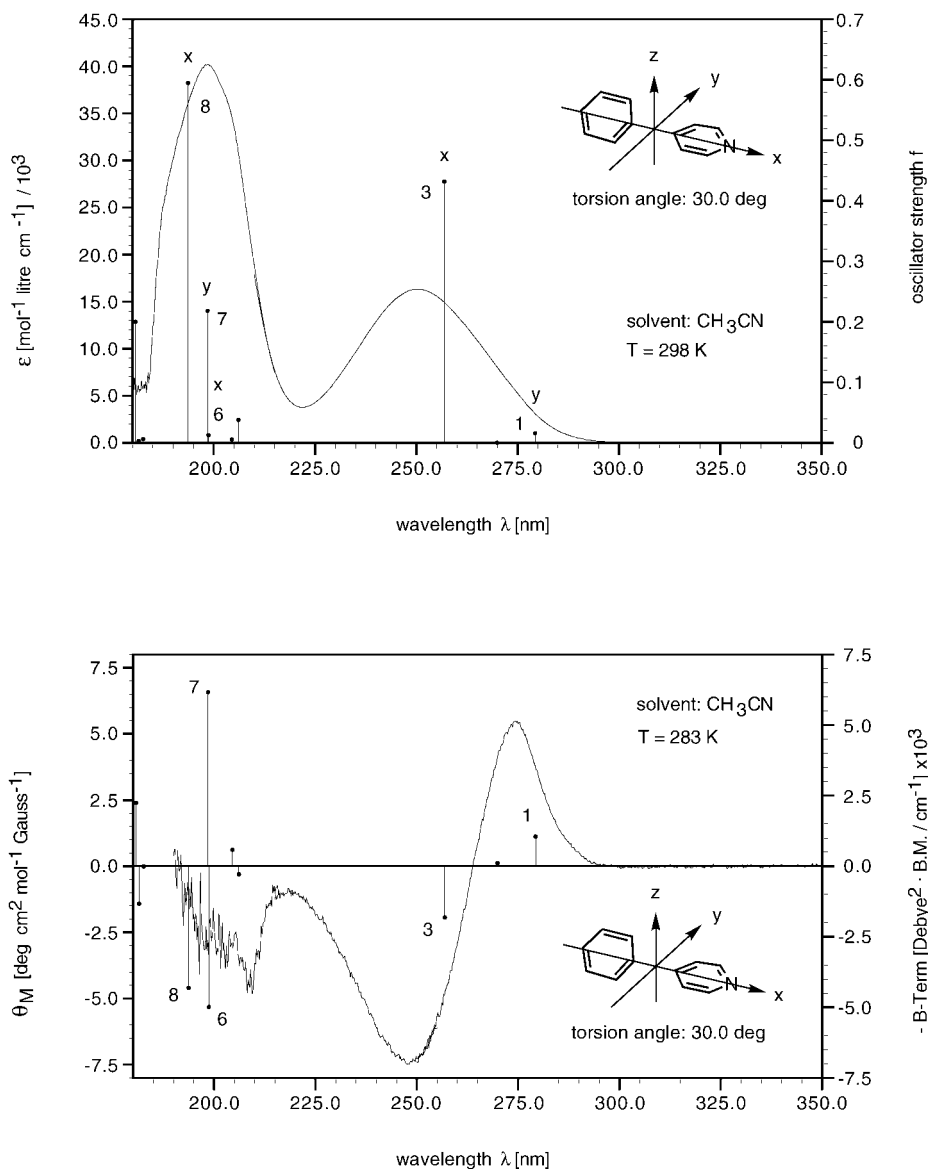 45.0
40.0
35.0
30.0
25.0
20.0
15.0
10.0
5.0
0.0
ε [mol⁻¹ litre cm⁻¹] / 10³
0.7
0.6
0.5
0.4
0.3
0.2
0.1
0
oscillator strength f
x
8
y
7
x
6
x
3
y
1
z
y
N
x
torsion angle: 30.0 deg
solvent: CH₃CN
T = 298 K
200.0 225.0 250.0 275.0 300.0 325.0 350.0
wavelength λ [nm]
7.5
5.0
2.5
0.0
-2.5
-5.0
-7.5
θM [deg cm² mol⁻¹ Gauss⁻¹]
7.5
5.0
2.5
0.0
-2.5
-5.0
-7.5
- B-Term [Debye² · B.M. / cm⁻¹] x10³
7
8
6
3
1
solvent: CH₃CN
T = 283 K
z
y
N
x
torsion angle: 30.0 deg
200.0 225.0 250.0 275.0 300.0 325.0 350.0
wavelength λ [nm]